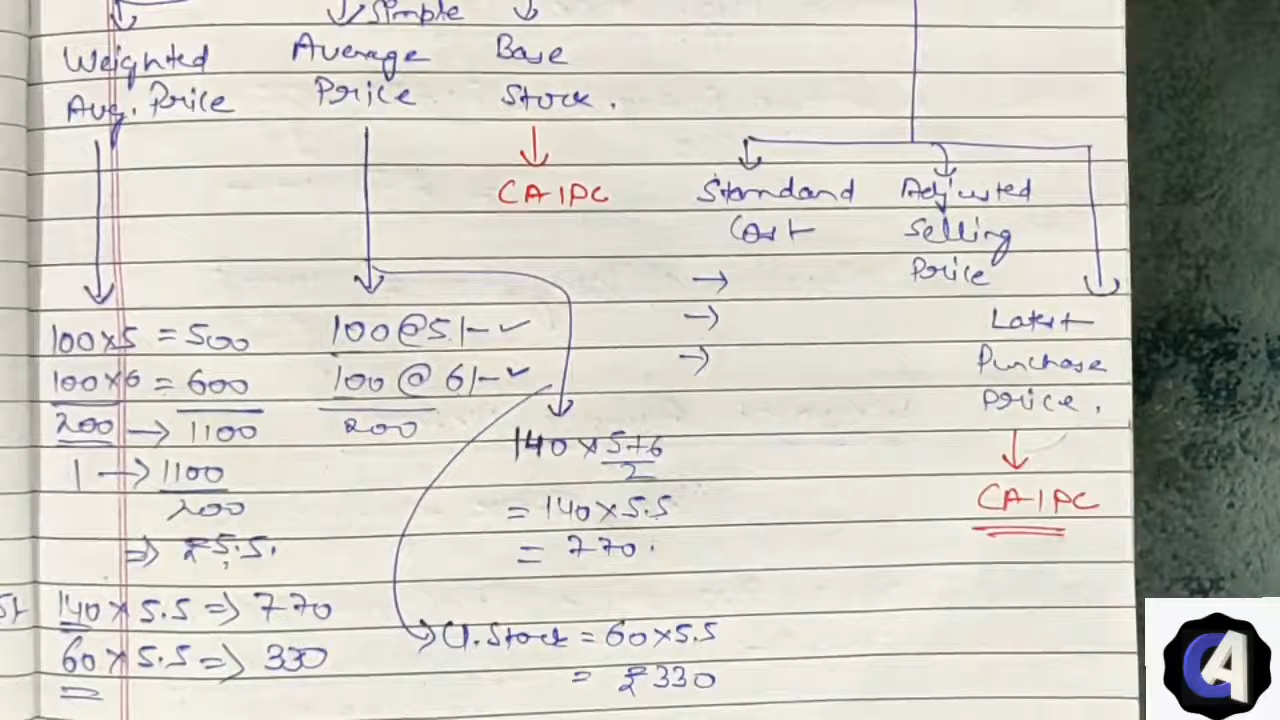 Simple
Weighted Average Base
Avg. Price Price Stock.
CAIPC
Standard Adjusted
Cost Selling
Price
100×5 = 500 100@5/- ✓ → Latest
100×6 = 600 100@6/- ✓ → Purchase
200 → 1100 200 Price.
140 × 5+6/2
1 → 1100/200
= 140×5.5 CAIPC
⇒ ₹5.5. = 770.
140 × 5.5 ⇒ 770
60 × 5.5 ⇒ 330 Cl. Stock = 60×5.5
= ₹330
CA